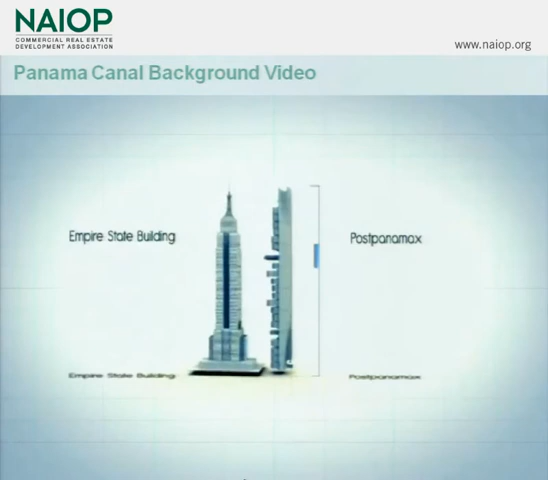 NAIOP
COMMERCIAL REAL ESTATE
DEVELOPMENT ASSOCIATION
www.naiop.org
Panama Canal Background Video
Empire State Building
Postpanamax
Empire State Building
Postpanamax